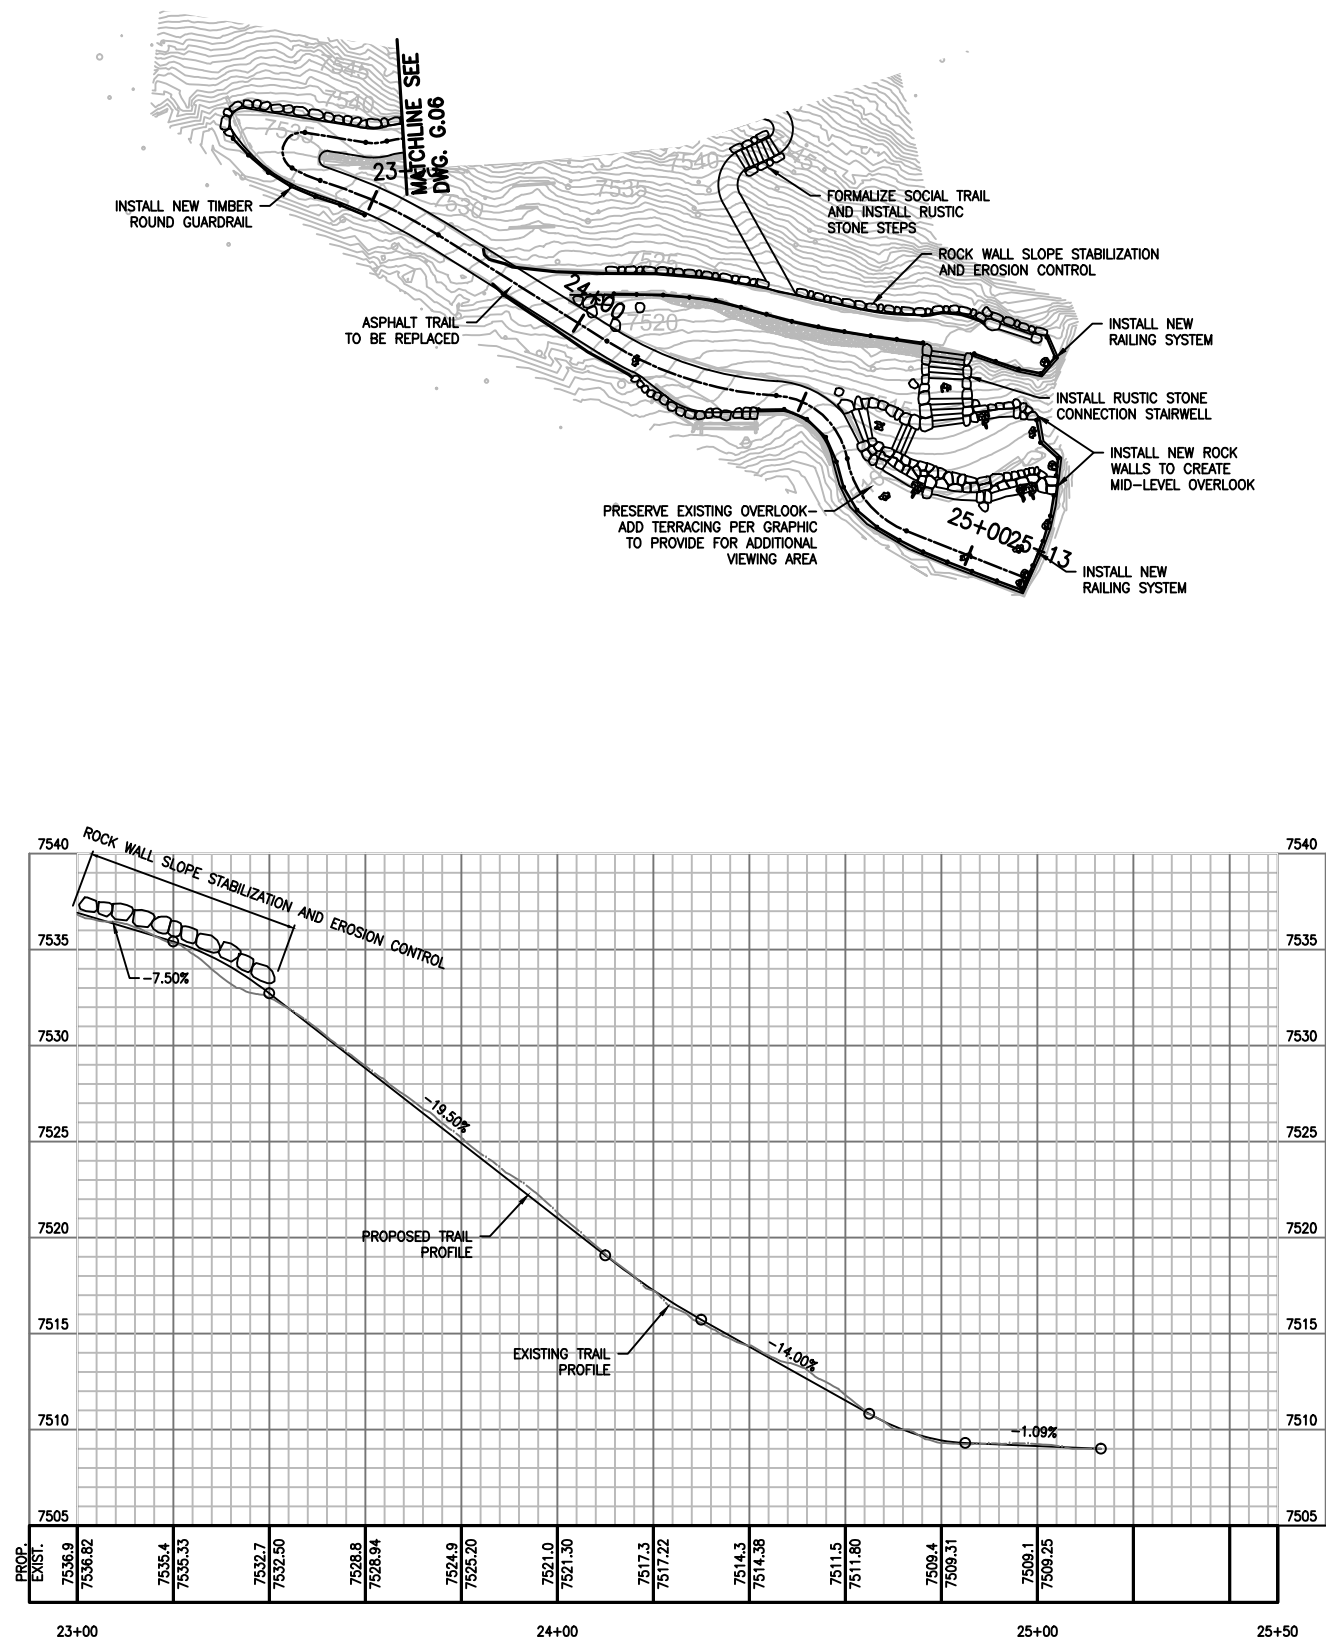 7545
7540
7535
MATCHLINE SEE
DWG. G.06
23+
7530
7540
7535
INSTALL NEW TIMBER
ROUND GUARDRAIL
FORMALIZE SOCIAL TRAIL
AND INSTALL RUSTIC
STONE STEPS
7525
ROCK WALL SLOPE STABILIZATION
AND EROSION CONTROL
24+00
7520
ASPHALT TRAIL
TO BE REPLACED
INSTALL NEW
RAILING SYSTEM
INSTALL RUSTIC STONE
CONNECTION STAIRWELL
INSTALL NEW ROCK
WALLS TO CREATE
MID-LEVEL OVERLOOK
PRESERVE EXISTING OVERLOOK-
ADD TERRACING PER GRAPHIC
TO PROVIDE FOR ADDITIONAL
VIEWING AREA
25+00
25+13
INSTALL NEW
RAILING SYSTEM
ROCK WALL SLOPE STABILIZATION AND EROSION CONTROL
7540 7540
7535 7535
-7.50%
7530 7530
-19.50%
7525 7525
PROPOSED TRAIL
PROFILE
7520 7520
7515 7515
EXISTING TRAIL
PROFILE
-14.00%
7510 7510
-1.09%
7505 7505
PROP.
EXIST.
7536.9
7536.82
7535.4
7535.33
7532.7
7532.50
7528.8
7528.94
7524.9
7525.20
7521.0
7521.30
7517.3
7517.22
7514.3
7514.38
7511.5
7511.80
7509.4
7509.31
7509.1
7509.25
23+00 24+00 25+00 25+50